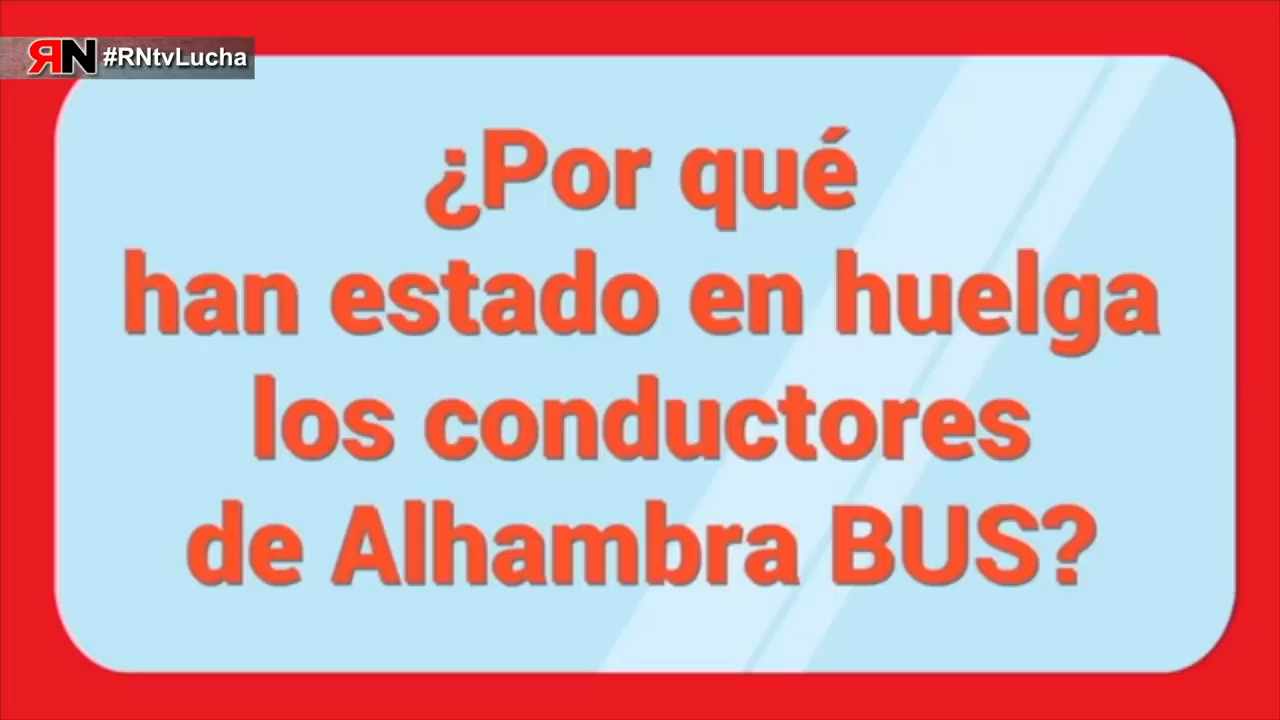 RN #RNtvLucha
¿Por qué
han estado en huelga
los conductores
de Alhambra BUS?